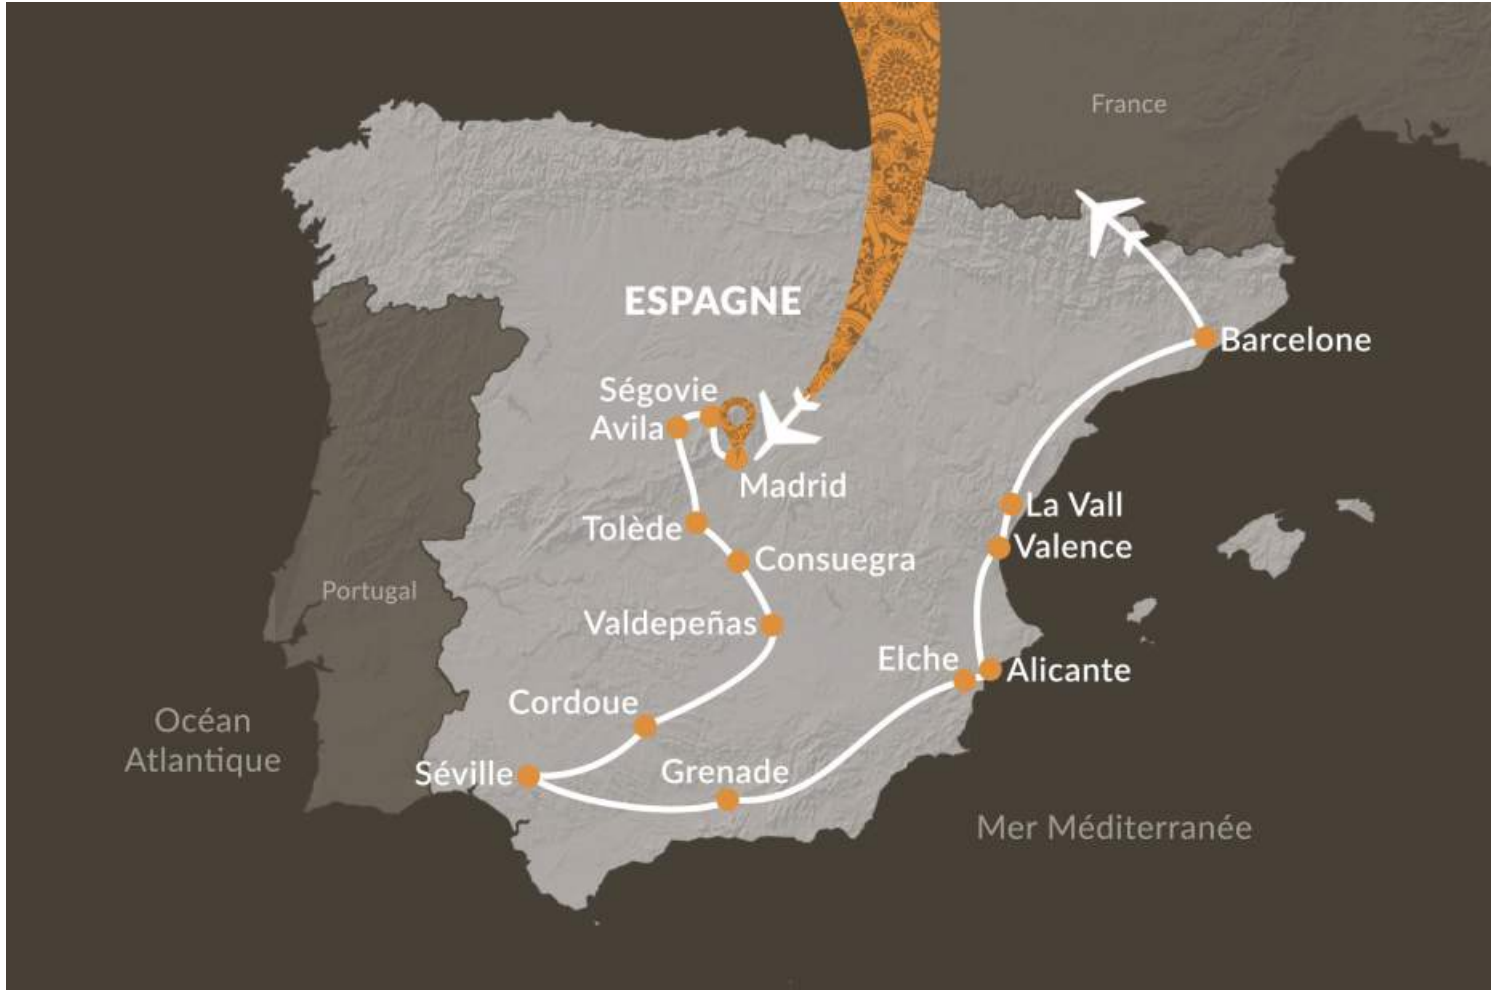 France
ESPAGNE
Barcelone
Ségovie
Avila
Madrid
La Vall
Tolède
Valence
Consuegra
Portugal
Valdepeñas
Elche
Alicante
Cordoue
Océan
Atlantique
Séville
Grenade
Mer Méditerranée